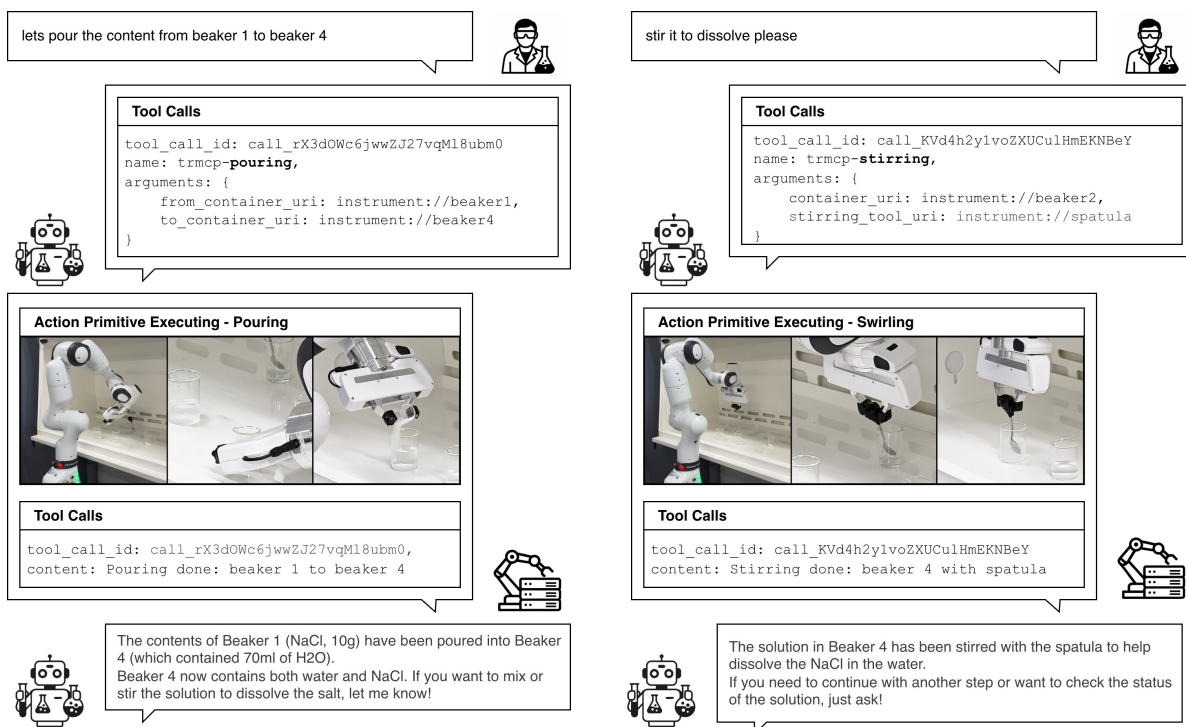 lets pour the content from beaker 1 to beaker 4
Tool Calls
tool_call_id: call_rX3dOWc6jwwZJ27vqMl8ubm0
name: trmcp-pouring,
arguments: {
from_container_uri: instrument://beaker1,
to_container_uri: instrument://beaker4
}
Action Primitive Executing - Pouring
Tool Calls
tool_call_id: call_rX3dOWc6jwwZJ27vqMl8ubm0,
content: Pouring done: beaker 1 to beaker 4
The contents of Beaker 1 (NaCl, 10g) have been poured into Beaker
4 (which contained 70ml of H2O).
Beaker 4 now contains both water and NaCl. If you want to mix or
stir the solution to dissolve the salt, let me know!
stir it to dissolve please
Tool Calls
tool_call_id: call_KVd4h2y1voZXUCulHmEKNBeY
name: trmcp-stirring,
arguments: {
container_uri: instrument://beaker2,
stirring_tool_uri: instrument://spatula
}
Action Primitive Executing - Swirling
Tool Calls
tool_call_id: call_KVd4h2y1voZXUCulHmEKNBeY
content: Stirring done: beaker 4 with spatula
The solution in Beaker 4 has been stirred with the spatula to help
dissolve the NaCl in the water.
If you need to continue with another step or want to check the status
of the solution, just ask!